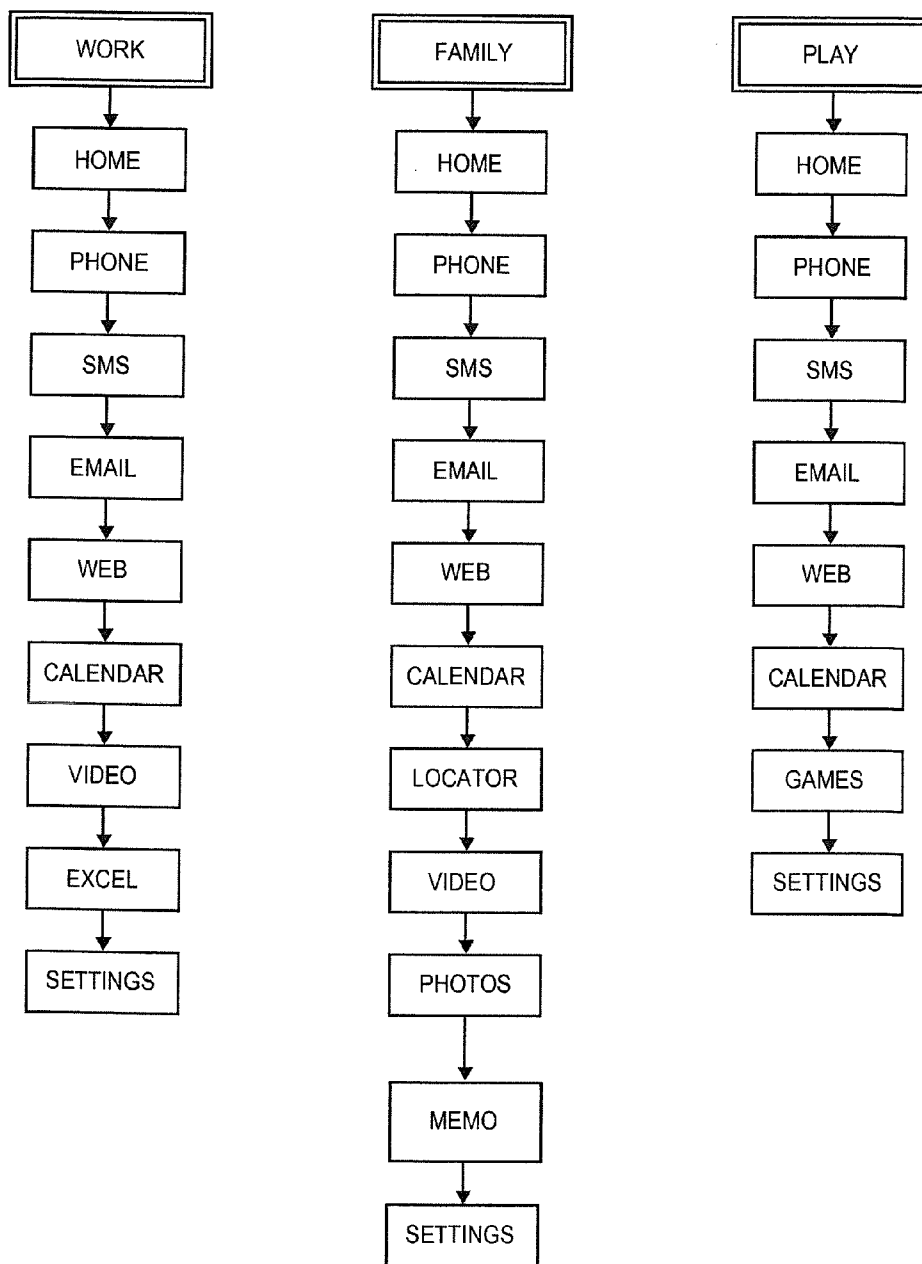 WORK
HOME
PHONE
SMS
EMAIL
WEB
CALENDAR
VIDEO
EXCEL
SETTINGS
FAMILY
HOME
PHONE
SMS
EMAIL
WEB
CALENDAR
LOCATOR
VIDEO
PHOTOS
MEMO
SETTINGS
PLAY
HOME
PHONE
SMS
EMAIL
WEB
CALENDAR
GAMES
SETTINGS